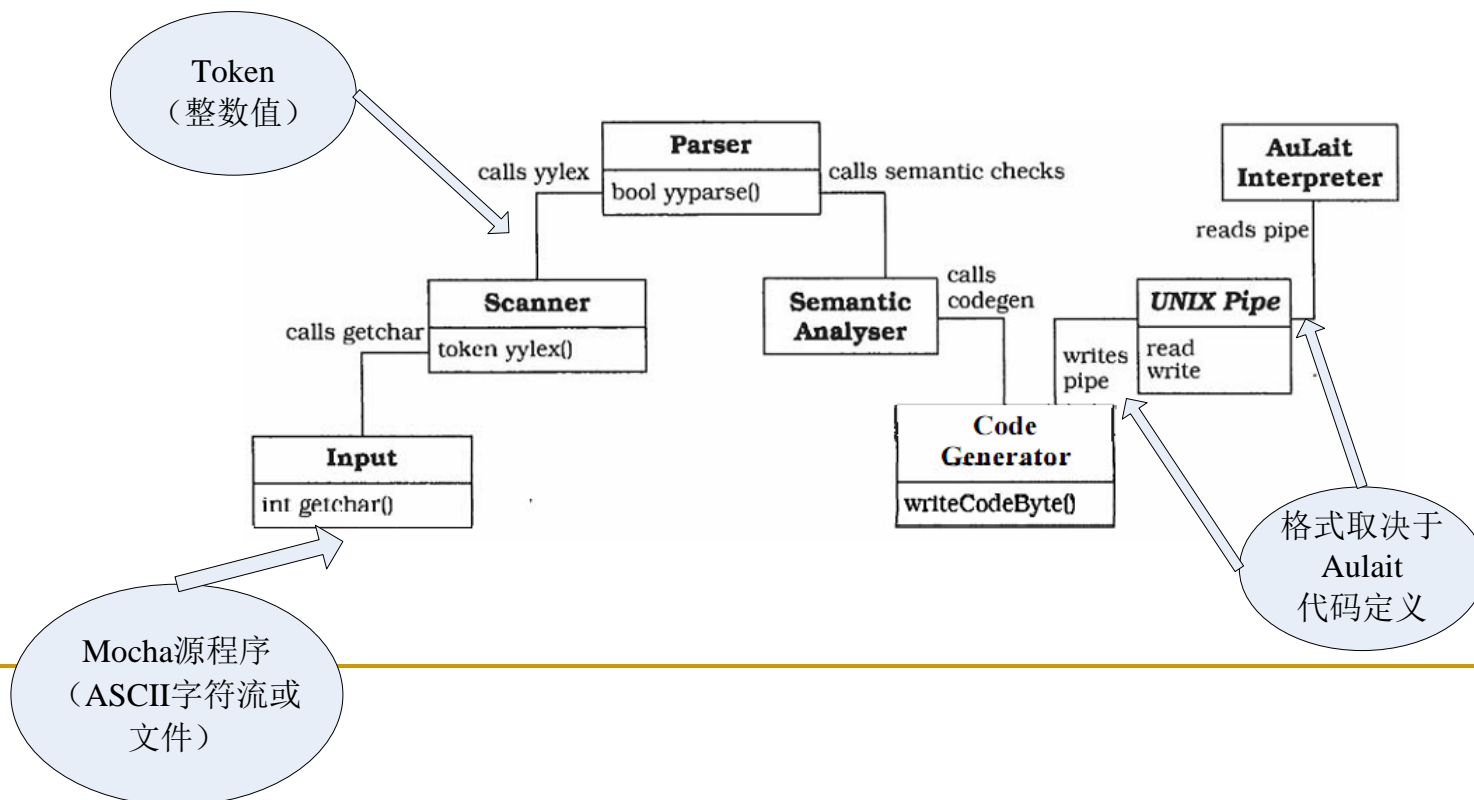 Token
（整数值）
Parser
bool yyparse()
calls yylex
calls semantic checks
AuLait
Interpreter
reads pipe
Scanner
token yylex()
calls getchar
Semantic
Analyser
calls
codegen
UNIX Pipe
read
write
writes
pipe
Input
int getchar()
Code
Generator
writeCodeByte()
格式取决于
Aulait
代码定义
Mocha源程序
（ASCII字符流或
文件）